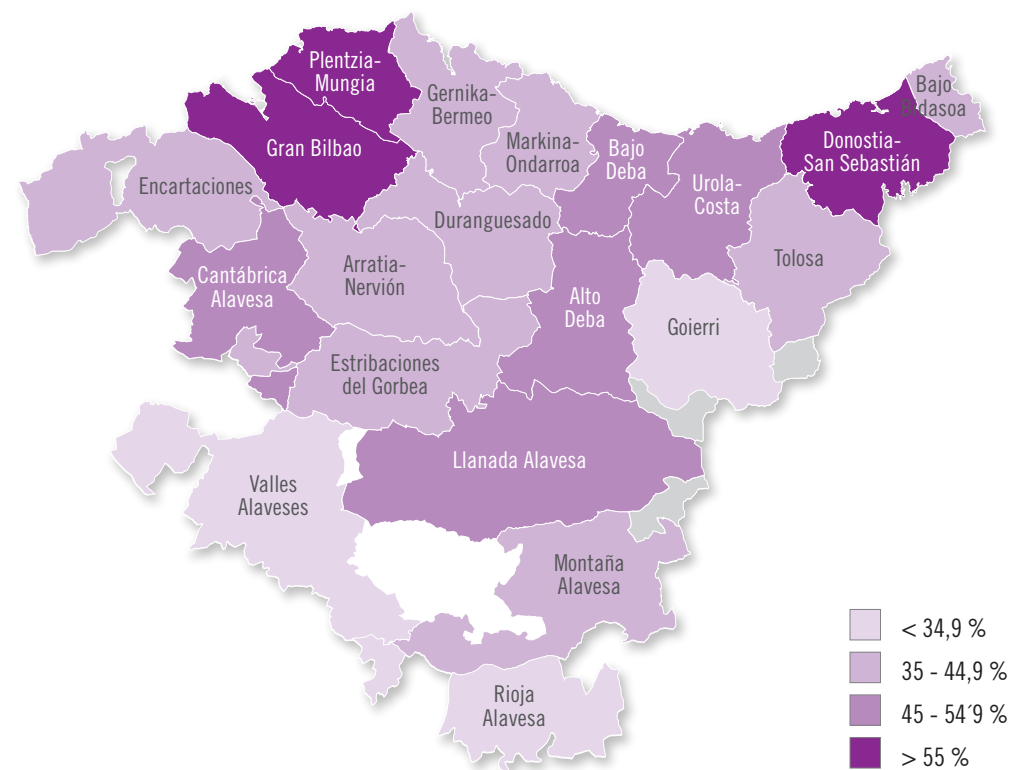 Plentzia-
Mungia
Gernika-
Bermeo
Bajo
Bidasoa
Gran Bilbao
Markina-
Ondarroa
Bajo
Deba
Donostia-
San Sebastián
Encartaciones
Urola-
Costa
Duranguesado
Cantábrica
Alavesa
Arratia-
Nervión
Tolosa
Alto
Deba
Goierri
Estribaciones
del Gorbea
Llanada Alavesa
Valles
Alaveses
Montaña
Alavesa
Rioja
Alavesa
< 34,9 %
35 - 44,9 %
45 - 54´9 %
> 55 %